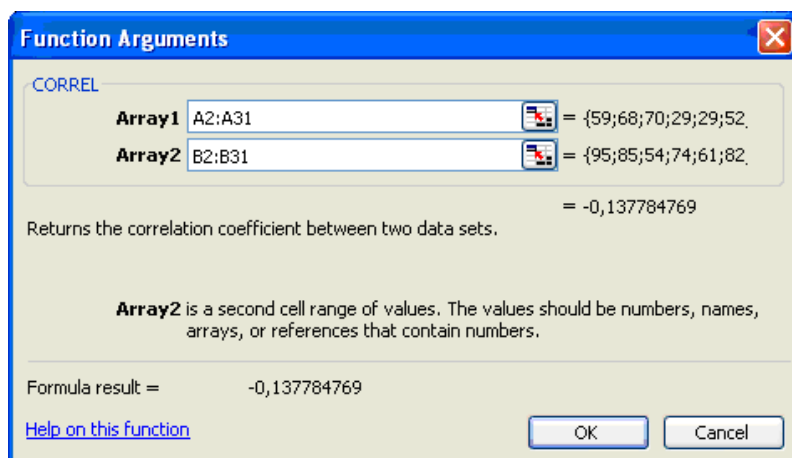 Function Arguments
CORREL
Array1 A2:A31 = {59;68;70;29;29;52
Array2 B2:B31 = {95;85;54;74;61;82
= -0,137784769
Returns the correlation coefficient between two data sets.
Array2 is a second cell range of values. The values should be numbers, names,
arrays, or references that contain numbers.
Formula result = -0,137784769
Help on this function OK Cancel